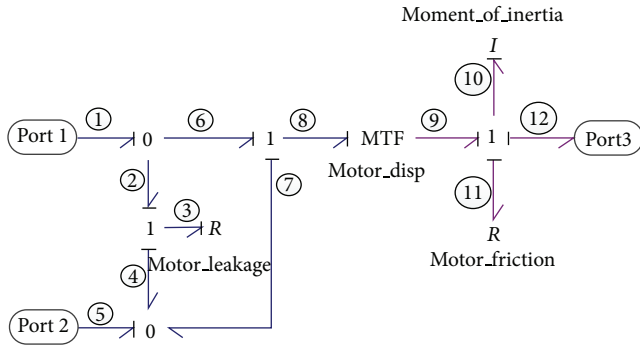 Moment_of_inertia
I
10
1
6
8
9
12
Port 1
0
1
MTF
1
Port3
Motor_disp
2
7
11
3
1
R
R
Motor_leakage
Motor_friction
4
5
Port 2
0